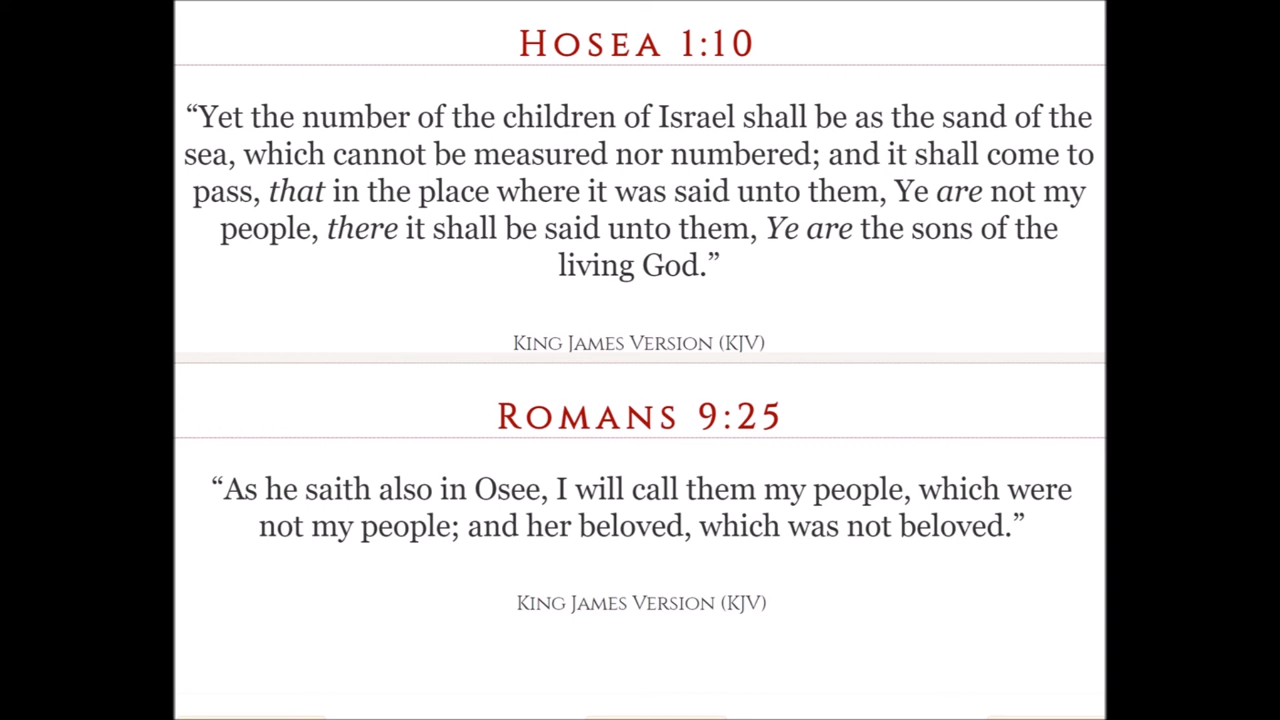 Hosea 1:10
“Yet the number of the children of Israel shall be as the sand of the
sea, which cannot be measured nor numbered; and it shall come to
pass, that in the place where it was said unto them, Ye are not my
people, there it shall be said unto them, Ye are the sons of the
living God.”
King James Version (KJV)
Romans 9:25
“As he saith also in Osee, I will call them my people, which were
not my people; and her beloved, which was not beloved.”
King James Version (KJV)